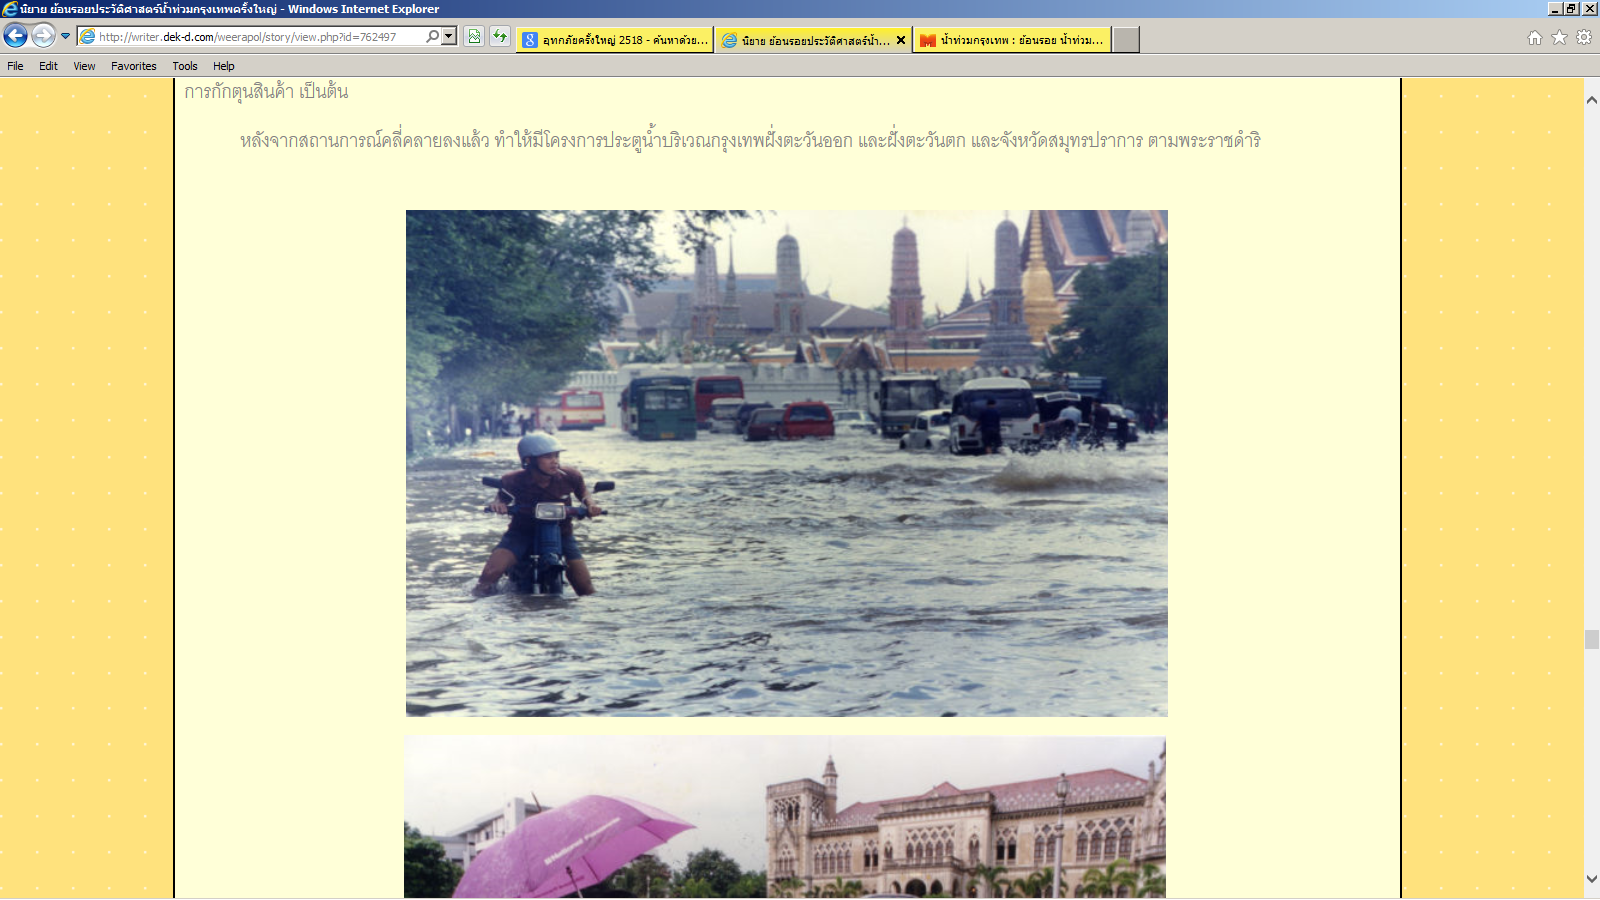 นิยาย ย้อนรอยประวัติศาสตร์น้ำท่วมกรุงเทพครั้งใหญ่ - Windows Internet Explorer
http://writer.dek-d.com/weerapol/story/view.php?id=762497
อุทกภัยครั้งใหญ่ 2518 - ค้นหาด้วย...
นิยาย ย้อนรอยประวัติศาสตร์น้ำ...
น้ำท่วมกรุงเทพ : ย้อนรอย น้ำท่วม...
File Edit View Favorites Tools Help
การกักตุนสินค้า เป็นต้น
หลังจากสถานการณ์คลี่คลายลงแล้ว ทำให้มีโครงการประตูน้ำบริเวณกรุงเทพฝั่งตะวันออก และฝั่งตะวันตก และจังหวัดสมุทรปราการ ตามพระราชดำริ